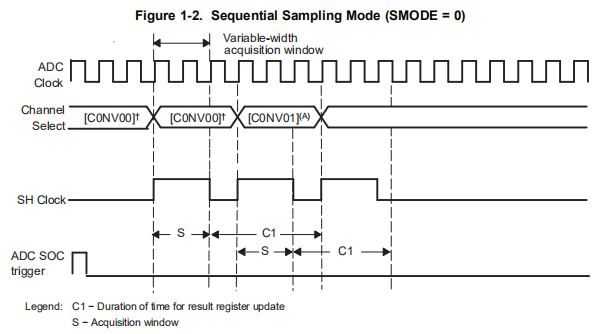 Figure 1-2. Sequential Sampling Mode (SMODE = 0)
Variable-width
acquisition window
ADC
Clock
Channel
Select
[C0NV00]†
[C0NV00]†
[C0NV01](A)
SH Clock
S
C1
S
C1
ADC SOC
trigger
Legend: C1 − Duration of time for result register update
S − Acquisition window